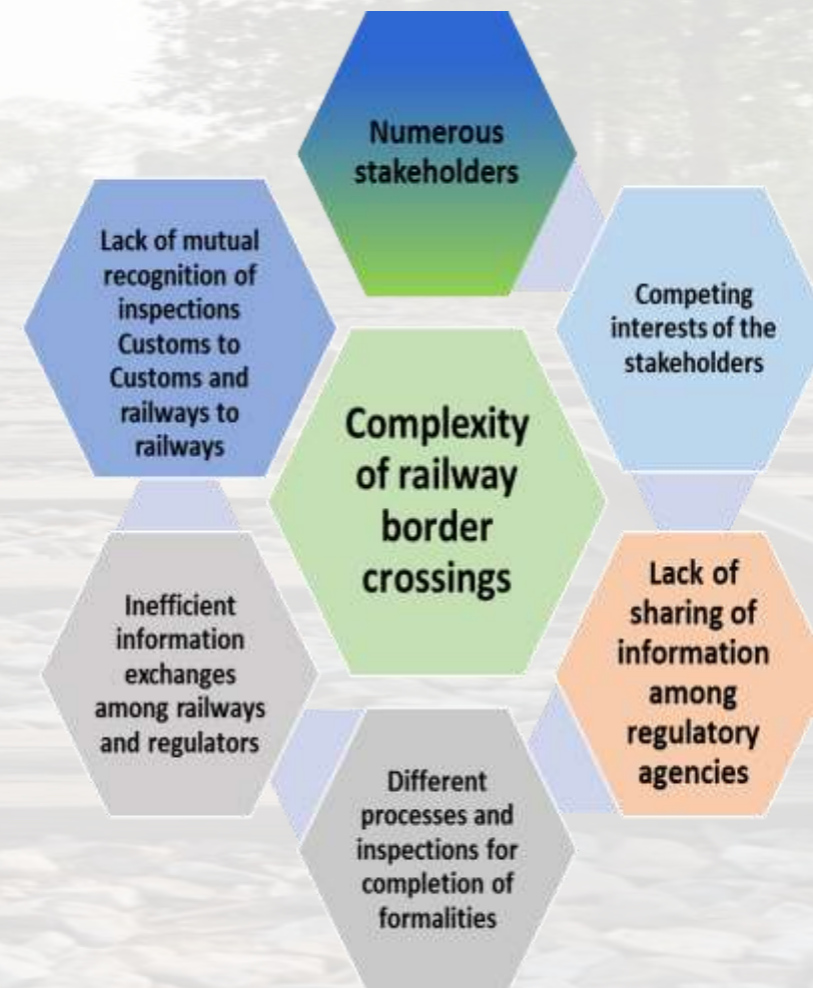 Numerous
stakeholders
Competing
interests of the
stakeholders
Lack of
sharing of
information
among
regulatory
agencies
Different
processes and
inspections for
completion of
formalities
Inefficient
information
exchanges
among railways
and regulators
Lack of mutual
recognition of
inspections
Customs to
Customs and
railways to
railways
Complexity
of railway
border
crossings